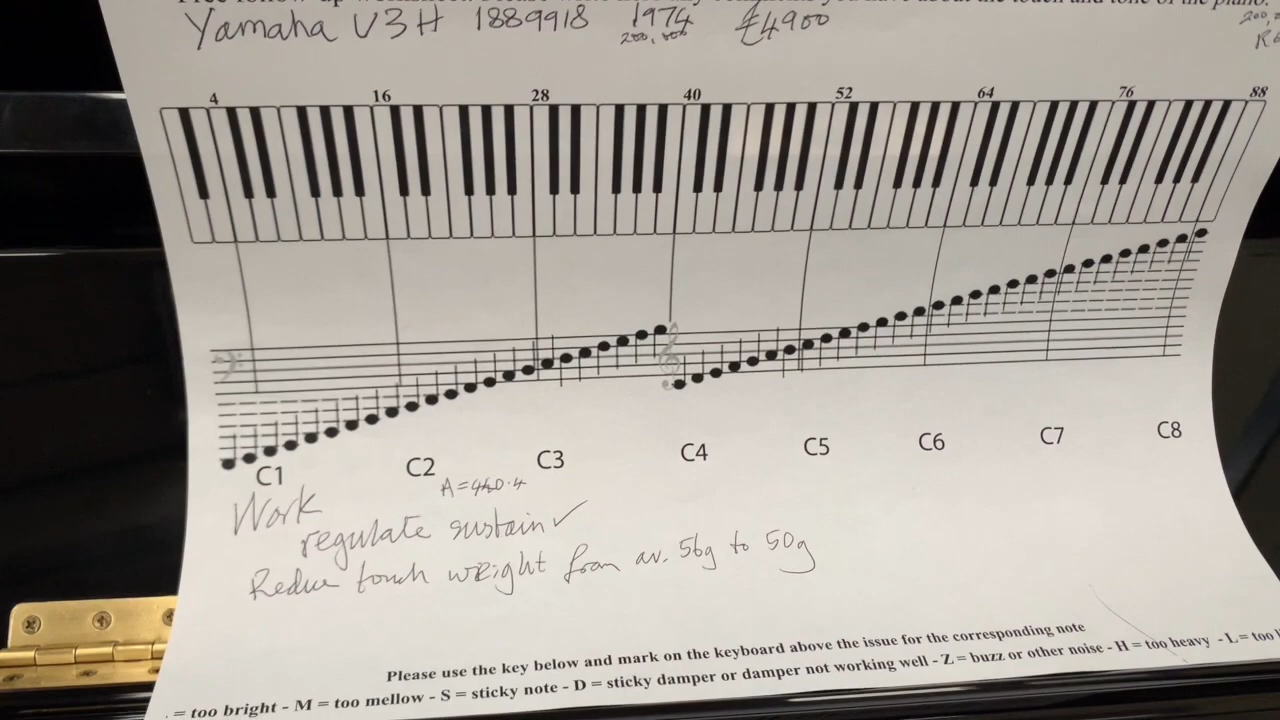 Yamaha U3H 1889918 1974 £4900
200,000
4 16 28 40 52 64 76 88
C1 C2 C3 C4 C5 C6 C7 C8
A=440.4
Work
regulate sustain ✓
Reduce touch weight from av. 56g to 50g
Please use the key below and mark on the keyboard above the issue for the corresponding note
= too bright - M = too mellow - S = sticky note - D = sticky damper or damper not working well - Z = buzz or other noise - H = too heavy - L = too